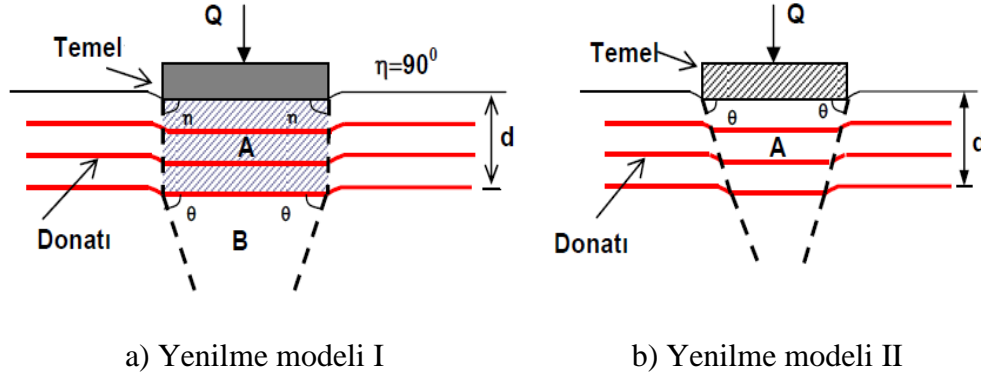 Q
Temel
η=90⁰
η
η
A
d
θ
θ
B
Donatı
a) Yenilme modeli I
Q
Temel
θ
θ
A
d
Donatı
b) Yenilme modeli II